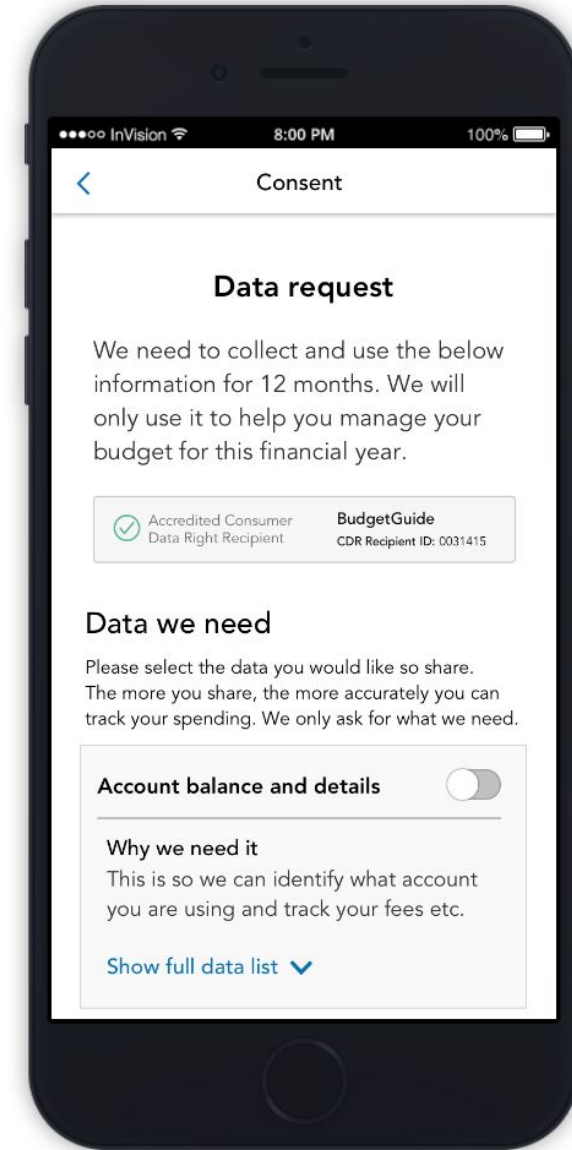 InVision 8:00 PM 100%
Consent
Data request
We need to collect and use the below
information for 12 months. We will
only use it to help you manage your
budget for this financial year.
Accredited Consumer
Data Right Recipient
BudgetGuide
CDR Recipient ID: 0031415
Data we need
Please select the data you would like so share.
The more you share, the more accurately you can
track your spending. We only ask for what we need.
Account balance and details
Why we need it
This is so we can identify what account
you are using and track your fees etc.
Show full data list